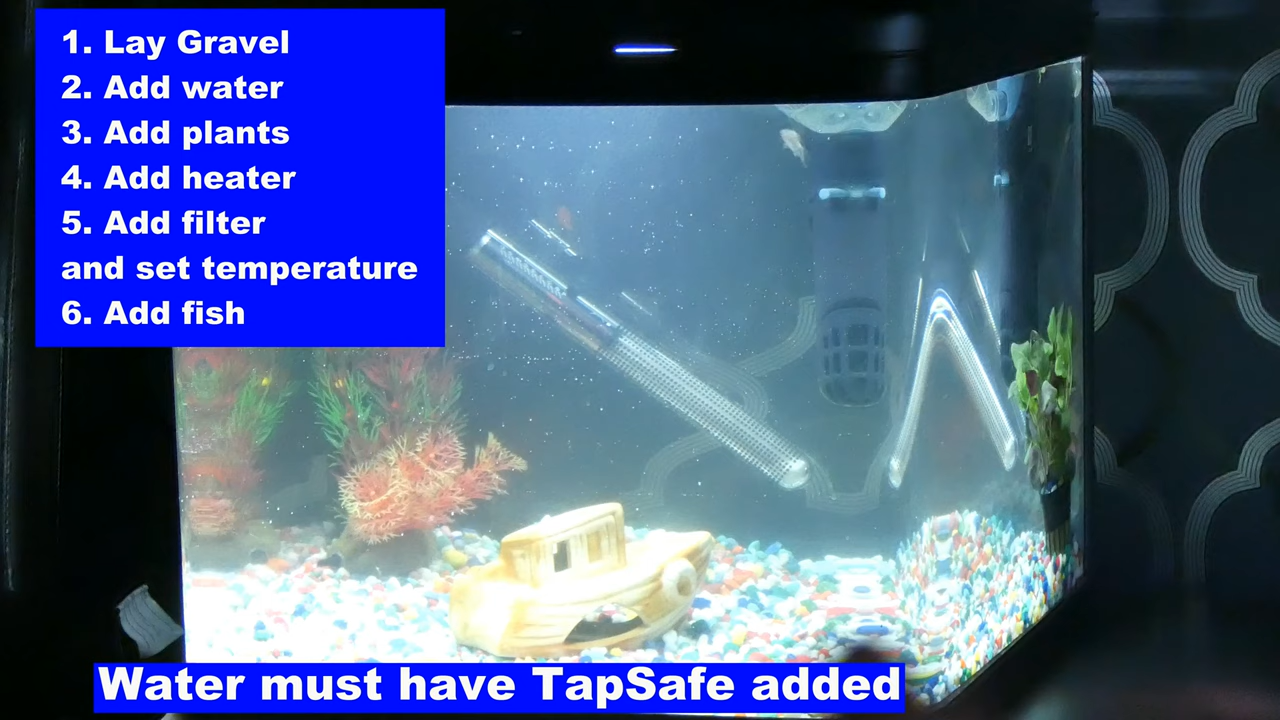 1. Lay Gravel
2. Add water
3. Add plants
4. Add heater
5. Add filter
and set temperature
6. Add fish
Water must have TapSafe added